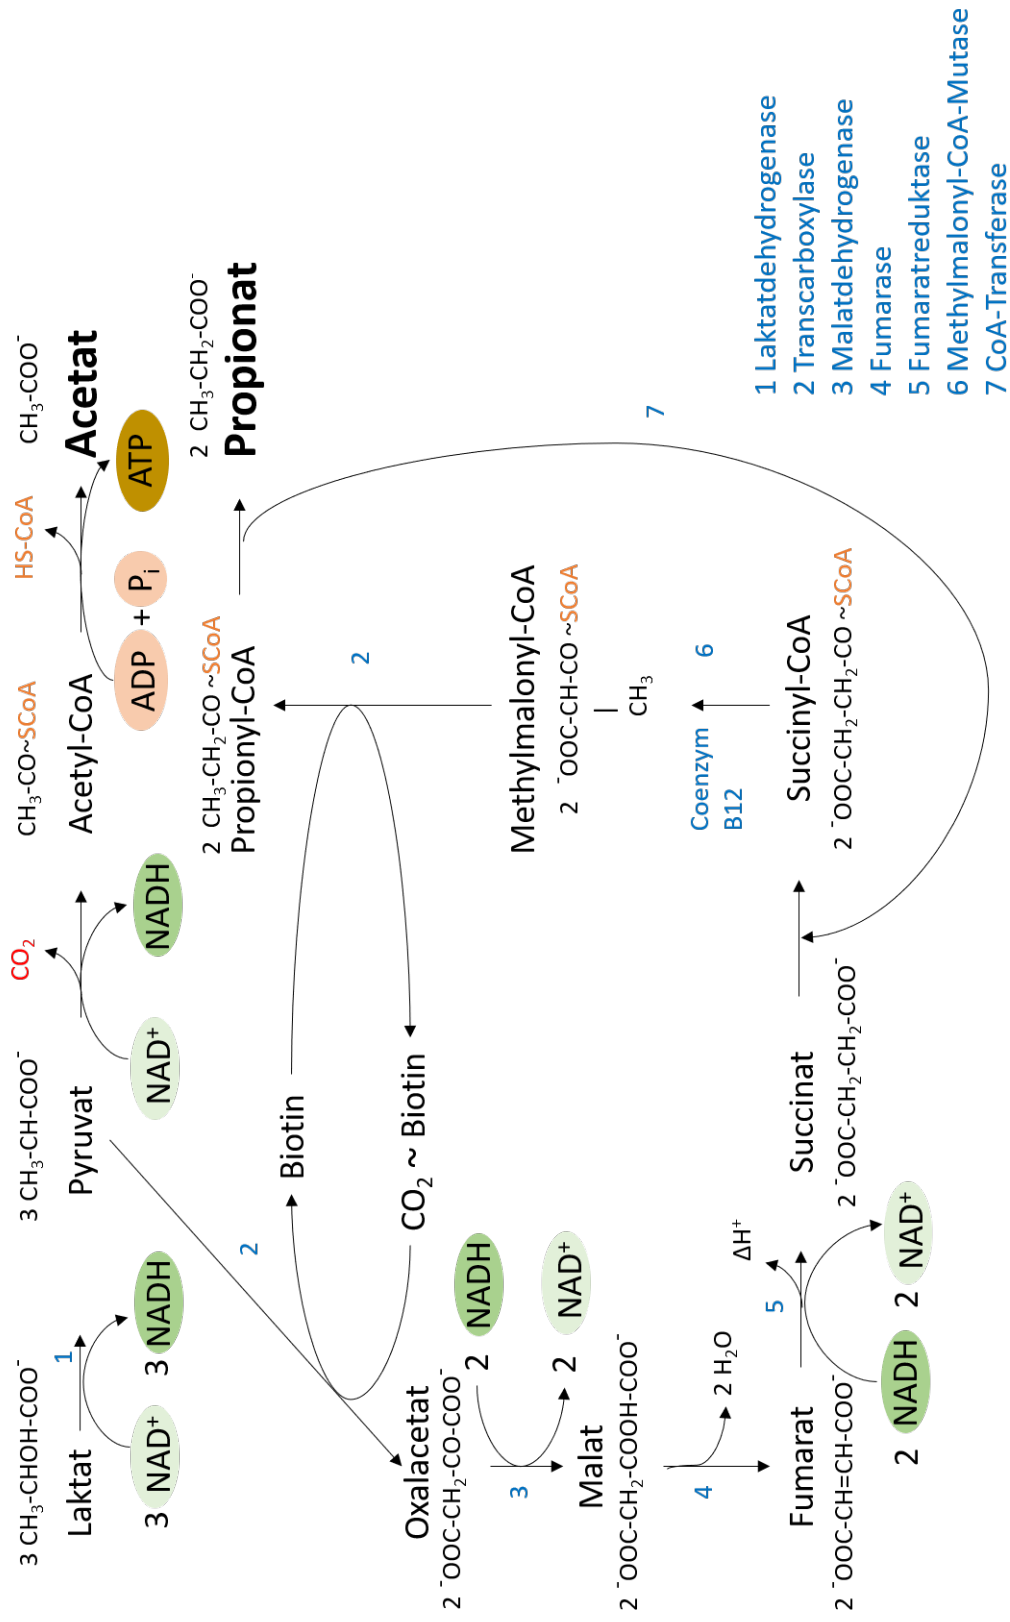 3 CH₃-CHOH-COO⁻
Laktat
3 NAD⁺
3 NADH
1
3 CH₃-CH-COO⁻
Pyruvat
NAD⁺
NADH
CO₂
CH₃-CO~SCoA
Acetyl-CoA
ADP + Pᵢ
ATP
HS-CoA
CH₃-COO⁻
Acetat
2
Biotin
CO₂ ~ Biotin
2
2 CH₃-CH₂-CO ~SCoA
Propionyl-CoA
2 CH₃-CH₂-COO⁻
Propionat
Oxalacetat
2 ⁻OOC-CH₂-CO-COO⁻
2 NADH
2 NAD⁺
3
Malat
2 ⁻OOC-CH₂-COOH-COO⁻
4
2 H₂O
Fumarat
2 ⁻OOC-CH=CH-COO⁻
2 NADH
2 NAD⁺
5
ΔH⁺
Succinat
2 ⁻OOC-CH₂-CH₂-COO⁻
Succinyl-CoA
2 ⁻OOC-CH₂-CH₂-CO ~SCoA
Coenzym
B12
6
Methylmalonyl-CoA
2 ⁻OOC-CH-CO ~SCoA
|
CH₃
7
1 Laktatdehydrogenase
2 Transcarboxylase
3 Malatdehydrogenase
4 Fumarase
5 Fumaratreduktase
6 Methylmalonyl-CoA-Mutase
7 CoA-Transferase